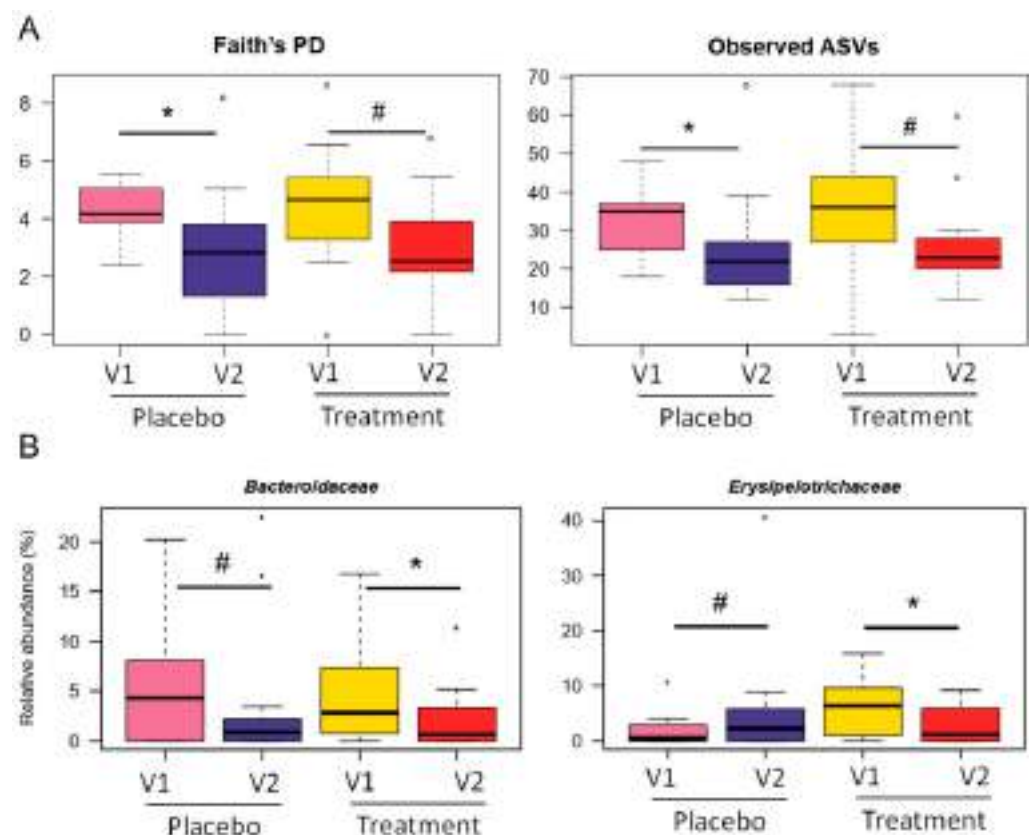 A
Faith's PD
Observed ASVs
8
6
4
2
0
*
#
70
60
50
40
30
20
10
*
#
V1 V2 V1 V2
Placebo Treatment
V1 V2 V1 V2
Placebo Treatment
B
Bacteroidaceae
Erysipelotrichaceae
Relative abundance (%)
20
15
10
5
0
#
*
40
30
20
10
0
#
*
V1 V2 V1 V2
Placebo Treatment
V1 V2 V1 V2
Placebo Treatment